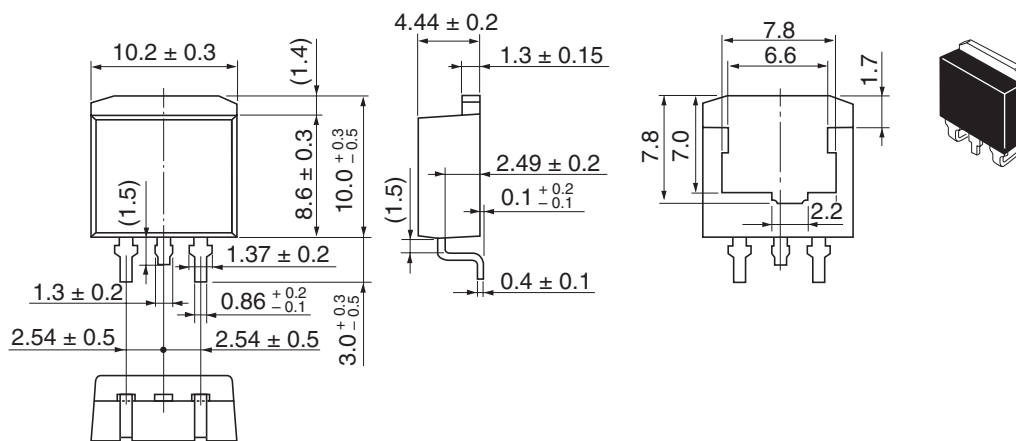 10.2 ± 0.3
(1.4)
8.6 ± 0.3
10.0 +0.3 −0.5
(1.5)
1.37 ± 0.2
1.3 ± 0.2
0.86 +0.2 −0.1
3.0 +0.3 −0.5
2.54 ± 0.5
2.54 ± 0.5
4.44 ± 0.2
1.3 ± 0.15
2.49 ± 0.2
(1.5)
0.1 +0.2 −0.1
0.4 ± 0.1
7.8
6.6
1.7
7.8
7.0
2.2